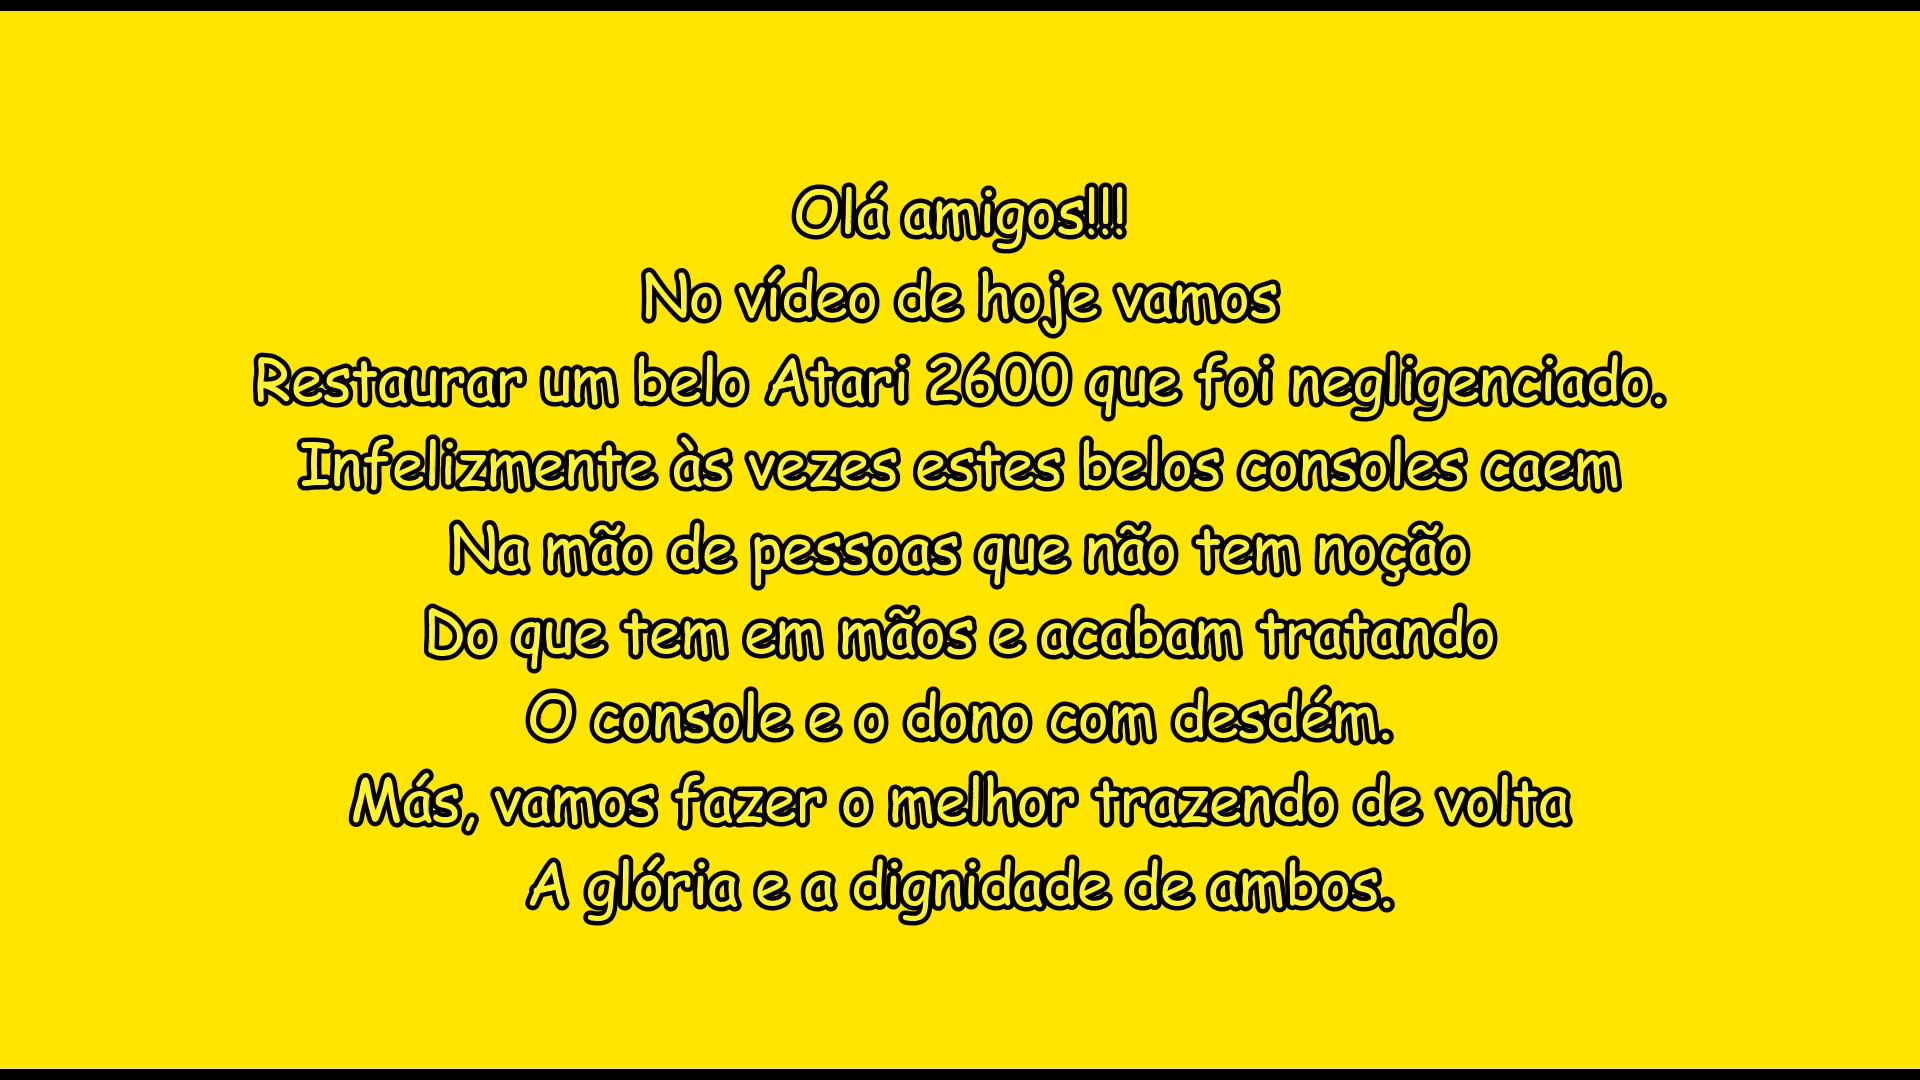 Olá amigos!!!
No vídeo de hoje vamos
Restaurar um belo Atari 2600 que foi negligenciado.
Infelizmente às vezes estes belos consoles caem
Na mão de pessoas que não tem noção
Do que tem em mãos e acabam tratando
O console e o dono com desdém.
Más, vamos fazer o melhor trazendo de volta
A glória e a dignidade de ambos.